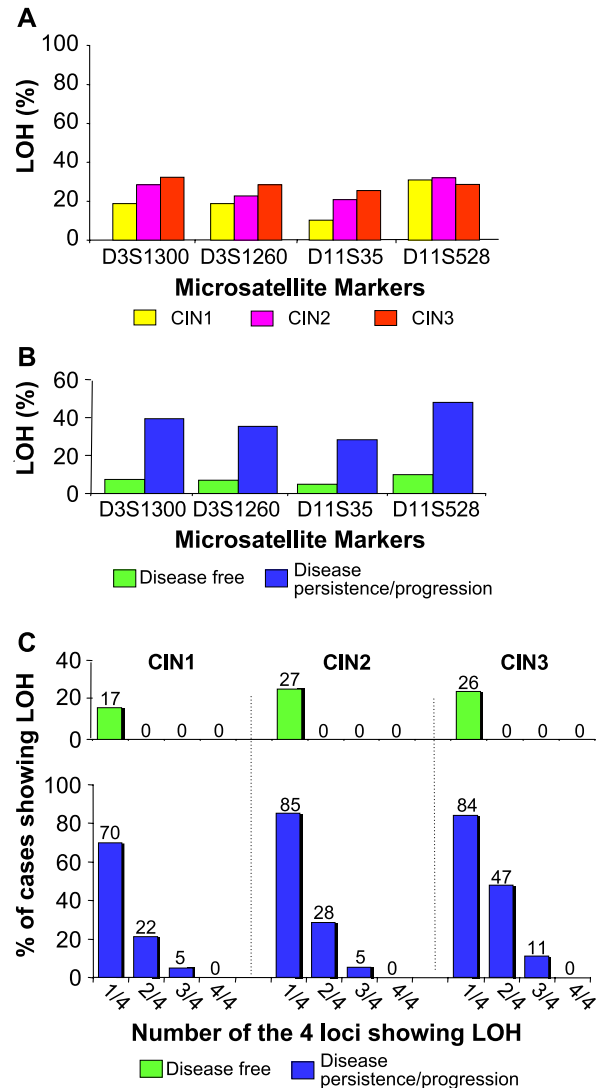 A
LOH (%)
100
80
60
40
20
0
D3S1300 D3S1260 D11S35 D11S528
Microsatellite Markers
CIN1 CIN2 CIN3
B
LOH (%)
60
40
20
0
D3S1300 D3S1260 D11S35 D11S528
Microsatellite Markers
Disease free
Disease
persistence/progression
C
% of cases showing LOH
CIN1 CIN2 CIN3
40
20
0
17 0 0 0
27 0 0 0
26 0 0 0
100
80
60
40
20
0
70 22 5 0
85 28 5 0
84 47 11 0
1/4 2/4 3/4 4/4 1/4 2/4 3/4 4/4 1/4 2/4 3/4 4/4
Number of the 4 loci showing LOH
Disease free
Disease
persistence/progression